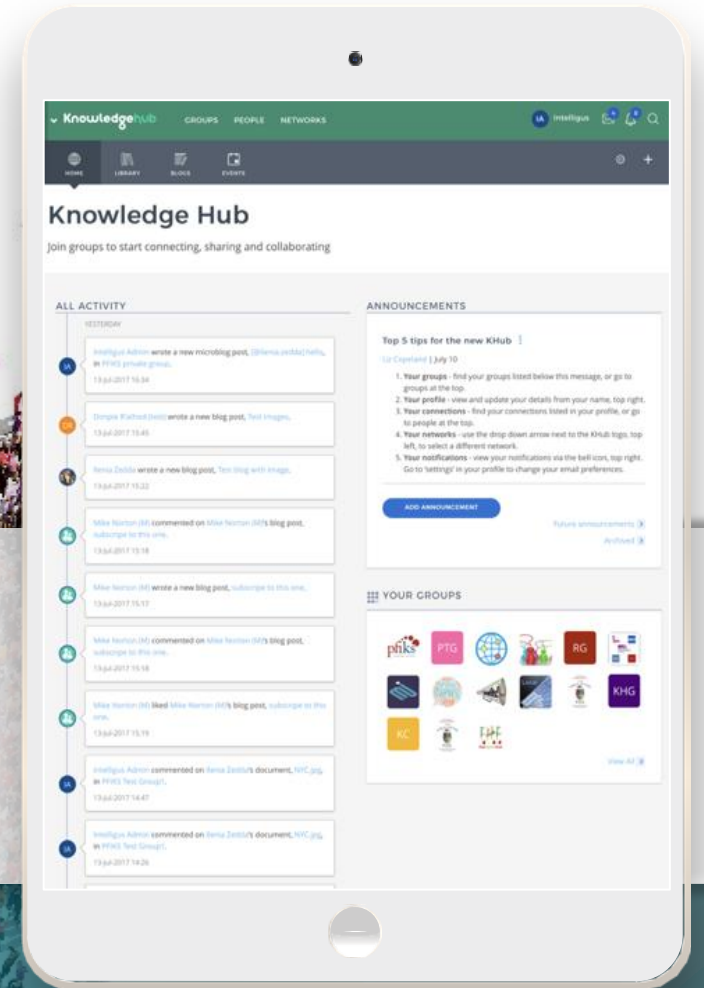 Knowledgehub GROUPS PEOPLE NETWORKS
IA Intelligus
HOME LIBRARY BLOGS EVENTS
Knowledge Hub
Join groups to start connecting, sharing and collaborating
ALL ACTIVITY
YESTERDAY
IA
Intelligus Admin wrote a new microblog post, hello,
in PFIKS private group.
13-Jul-2017 16:34
wrote a new blog post, Test Images.
13-Jul-2017 15:45
Xenia Zedda wrote a new blog post, Test blog with image.
13-Jul-2017 15:22
Mike Norton (M) commented on Mike Norton (M)'s blog post,
subscripe to this one.
13-Jul-2017 15:18
Mike Norton (M) wrote a new blog post, subscripe to this one.
13-Jul-2017 15:17
Mike Norton (M) commented on Mike Norton (M)'s blog post,
subscripe to this one.
13-Jul-2017 15:18
Mike Norton (M) liked Mike Norton (M)'s blog post, subscripe to this
one.
13-Jul-2017 15:19
IA
Intelligus Admin commented on Xenia Zedda's document, NYC.jpg,
in PFIKS Test Group!.
13-Jul-2017 14:47
IA
Intelligus Admin commented on Xenia Zedda's document, NYC.jpg,
in PFIKS Test Group!.
13-Jul-2017 14:26
ANNOUNCEMENTS
Top 5 tips for the new KHub
Liz Copeland | July 10
1. Your groups - find your groups listed below this message, or go to
groups at the top.
2. Your profile - view and update your details from your name, top right.
3. Your connections - find your connections listed in your profile, or go
to people at the top.
4. Your networks - use the drop down arrow next to the KHub logo, top
left, to select a different network.
5. Your notifications - view your notifications via the bell icon, top right.
Go to 'settings' in your profile to change your email preferences.
ADD ANNOUNCEMENT
Future announcements
Archived
YOUR GROUPS
pfiks PTG RG
KHG
KC
View All